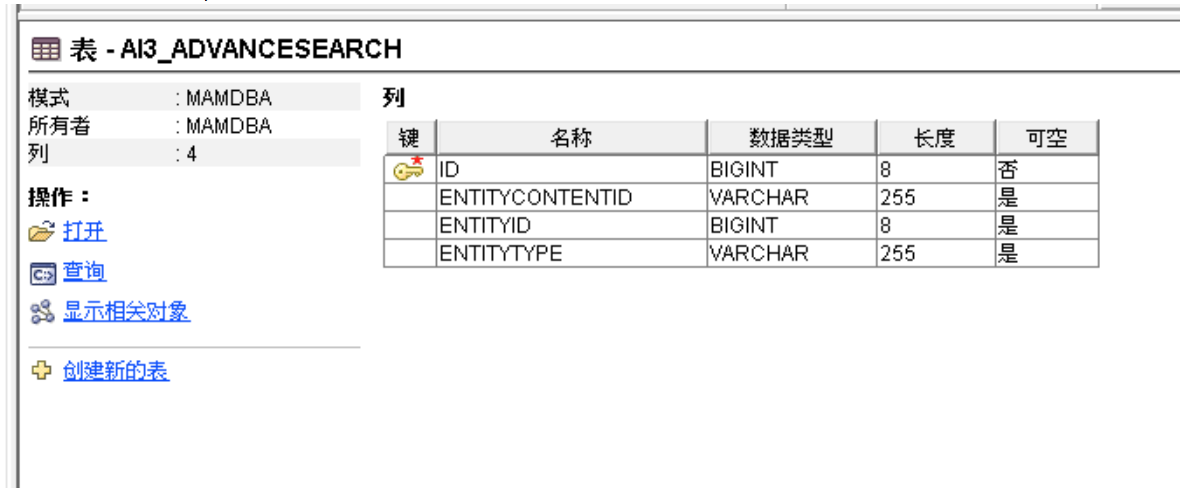 表 - AI3_ADVANCESEARCH
模式 : MAMDBA
所有者 : MAMDBA
列 : 4
操作：
打开
查询
显示相关对象
创建新的表
列
键 名称 数据类型 长度 可空
ID BIGINT 8 否
ENTITYCONTENTID VARCHAR 255 是
ENTITYID BIGINT 8 是
ENTITYTYPE VARCHAR 255 是